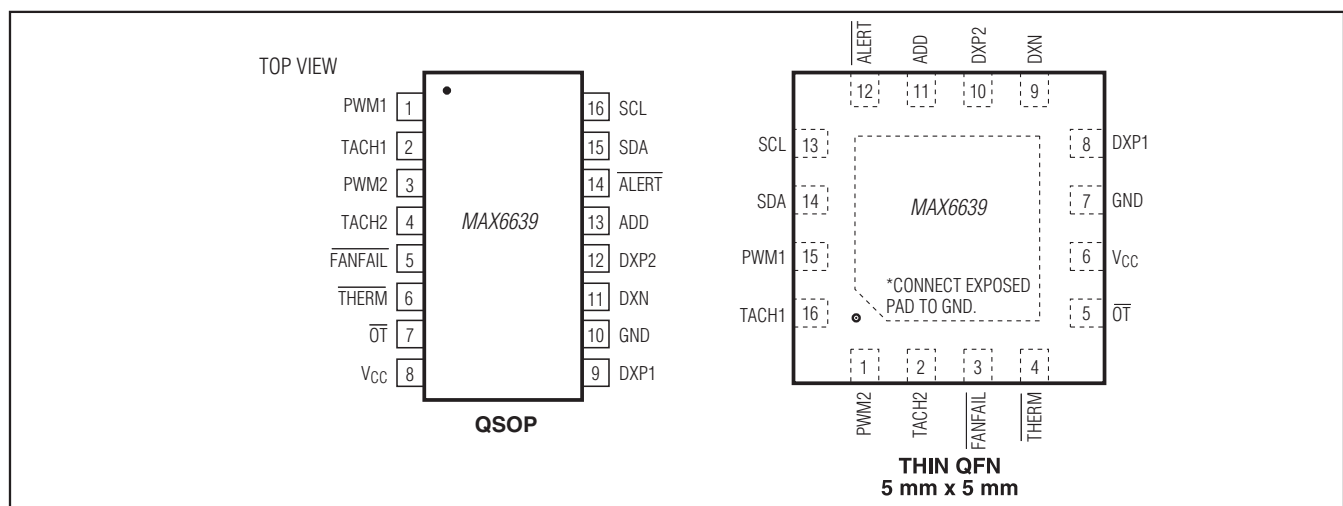 TOP VIEW
PWM1 1
TACH1 2
PWM2 3
TACH2 4
FANFAIL 5
THERM 6
OT 7
VCC 8
MAX6639
16 SCL
15 SDA
14 ALERT
13 ADD
12 DXP2
11 DXN
10 GND
9 DXP1
QSOP
ALERT ADD DXP2 DXN
12 11 10 9
SCL 13
SDA 14
PWM1 15
TACH1 16
MAX6639
*CONNECT EXPOSED
PAD TO GND.
8 DXP1
7 GND
6 VCC
5 OT
1 2 3 4
PWM2 TACH2 FANFAIL THERM
THIN QFN
5 mm x 5 mm